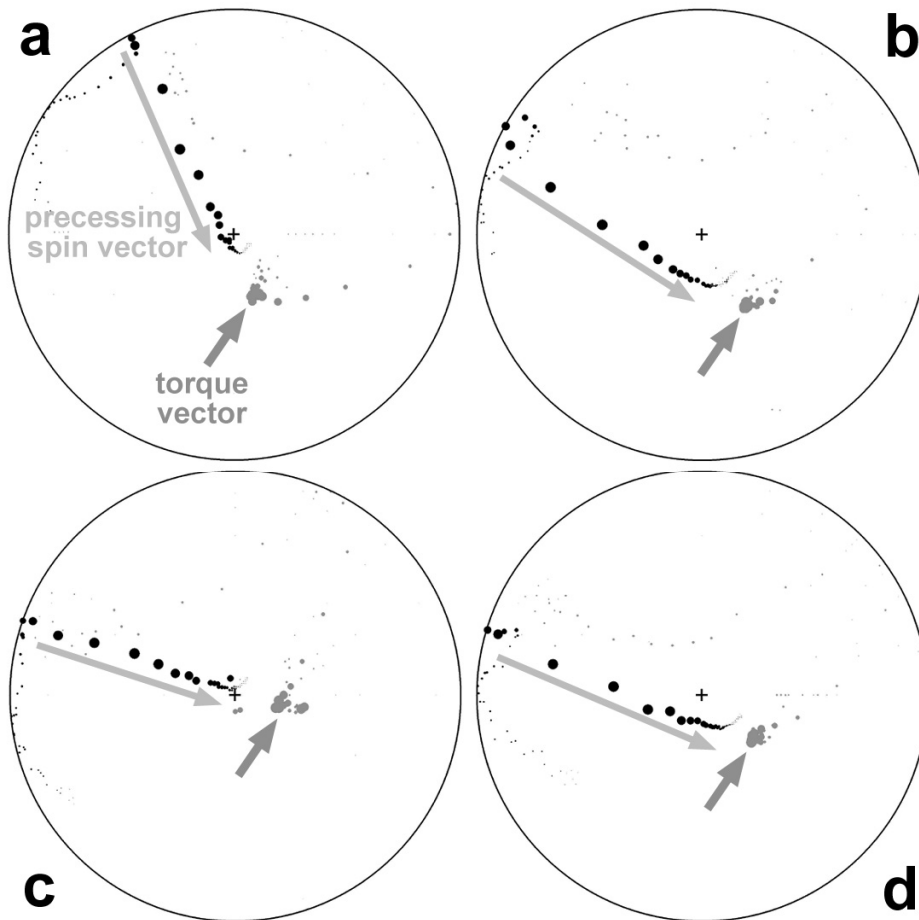 a
b
precessing
spin vector
torque
vector
c
d